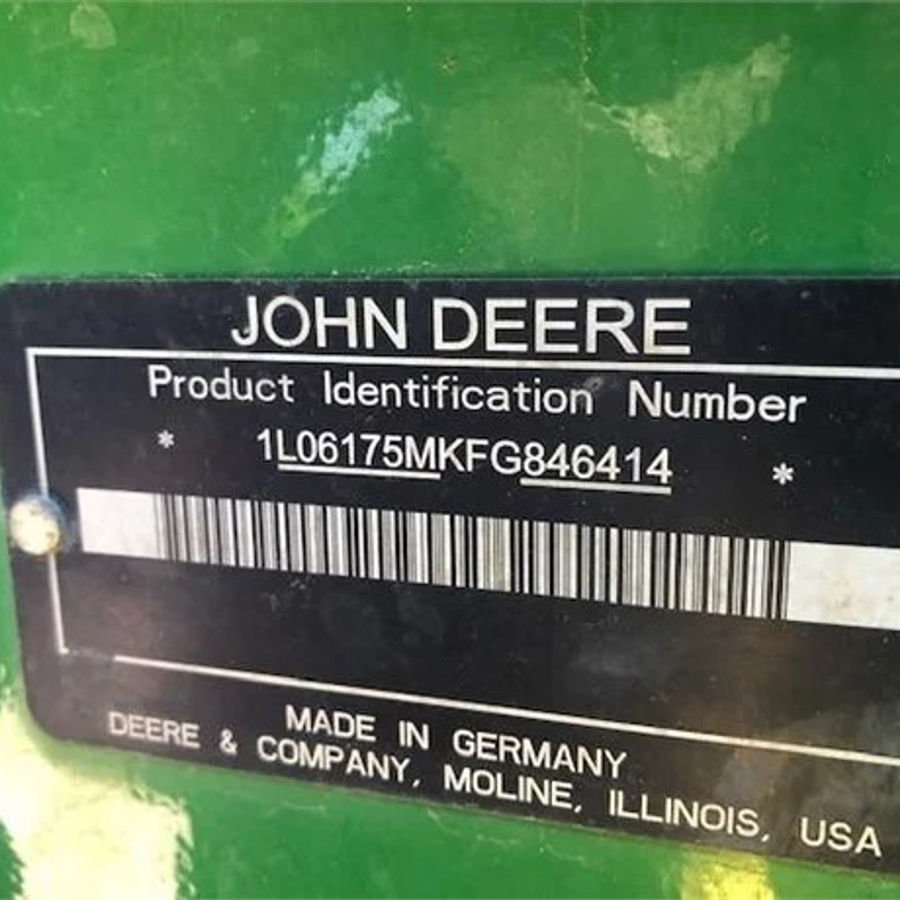 JOHN DEERE
Product Identification Number
* 1L06175MKFG846414 *
MADE IN GERMANY
DEERE & COMPANY, MOLINE, ILLINOIS, USA